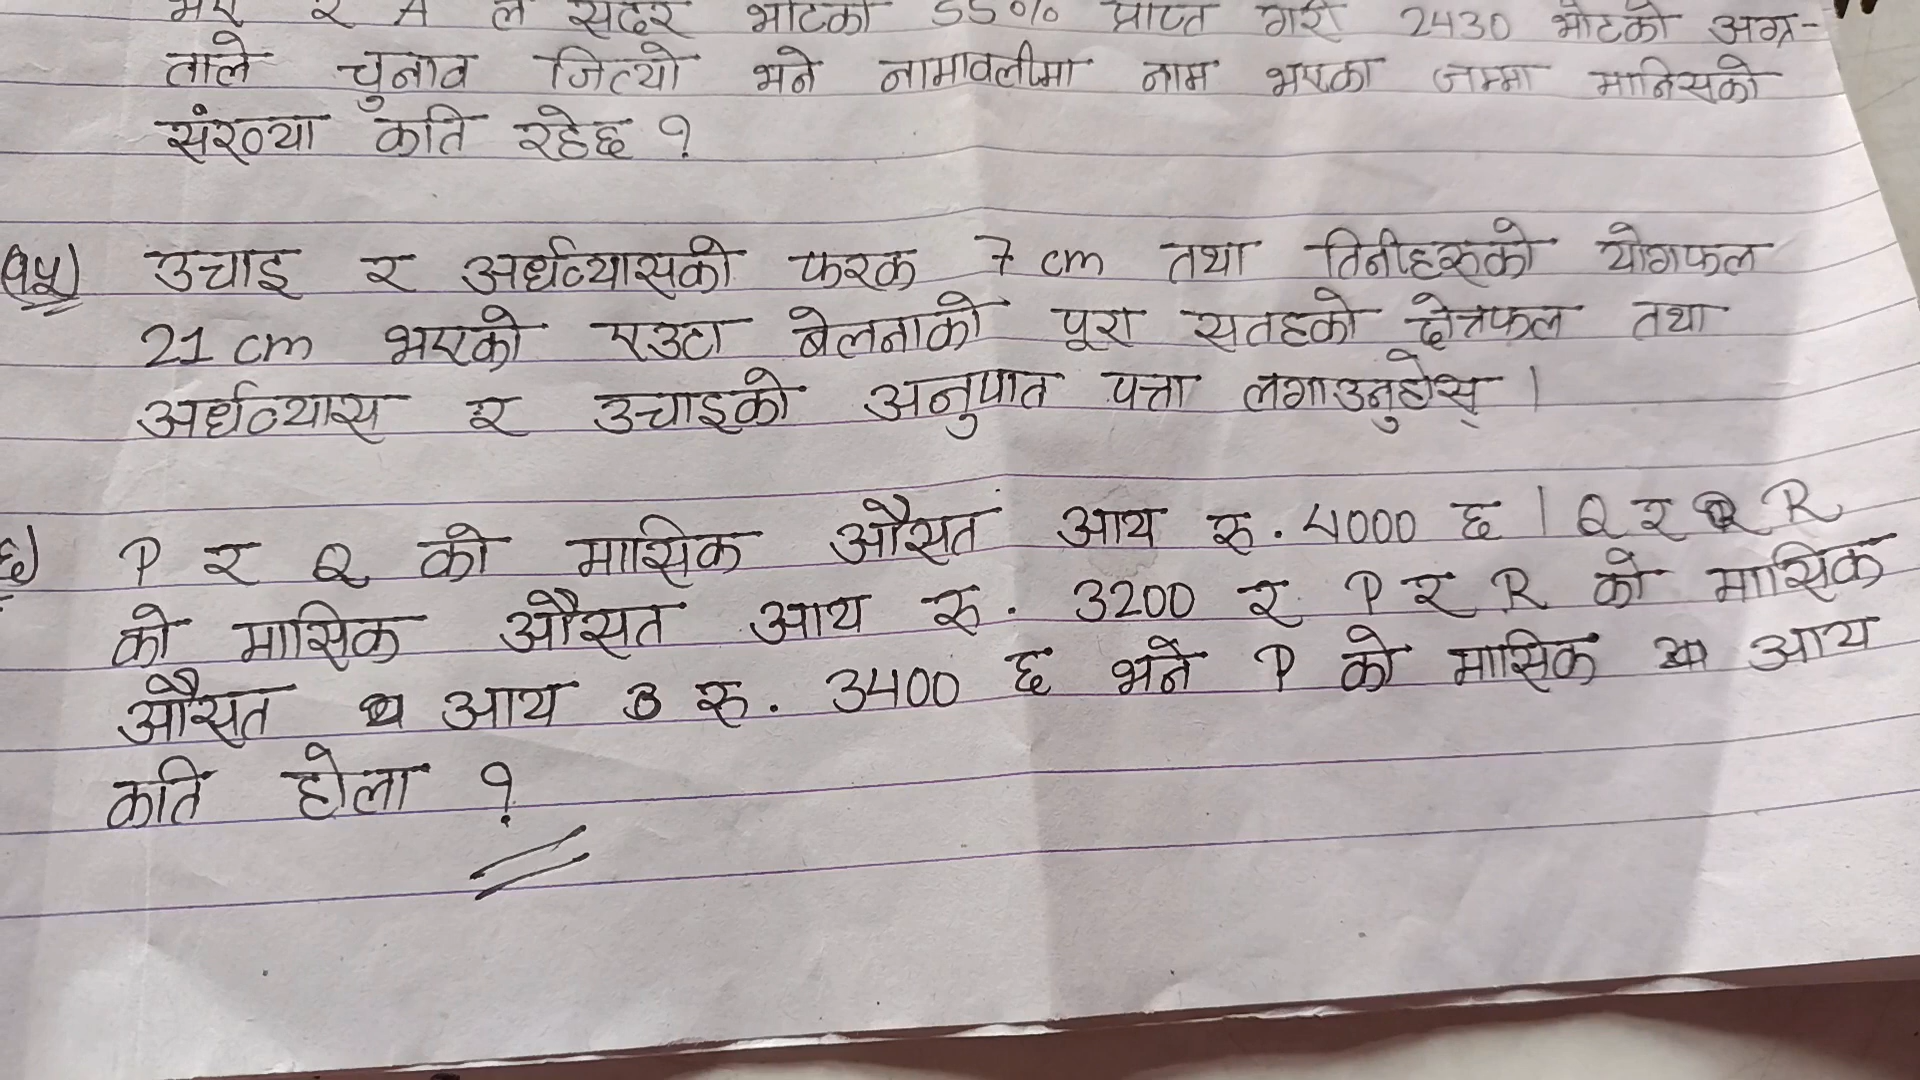 भए र A ले सदर भोटको 55% प्राप्त गरी 2430 भोटको अग्र-
ताले चुनाव जित्यो भने नामावलीमा नाम भएका जम्मा मानिसको
संख्या कति रहेछ ?
१५) उचाइ र अर्धव्यासको फरक 7 cm तथा तिनीहरूको योगफल
21 cm भएको एउटा बेलनाको पूरा सतहको क्षेत्रफल तथा
अर्धव्यास र उचाइको अनुपात पत्ता लगाउनुहोस् ।
६) P र Q को मासिक औसत आय रु. 4000 छ । Q र R
को मासिक औसत आय रु. 3200 र P र R को मासिक
औसत आय रु. 3400 छ भने P को मासिक आय
कति होला ?